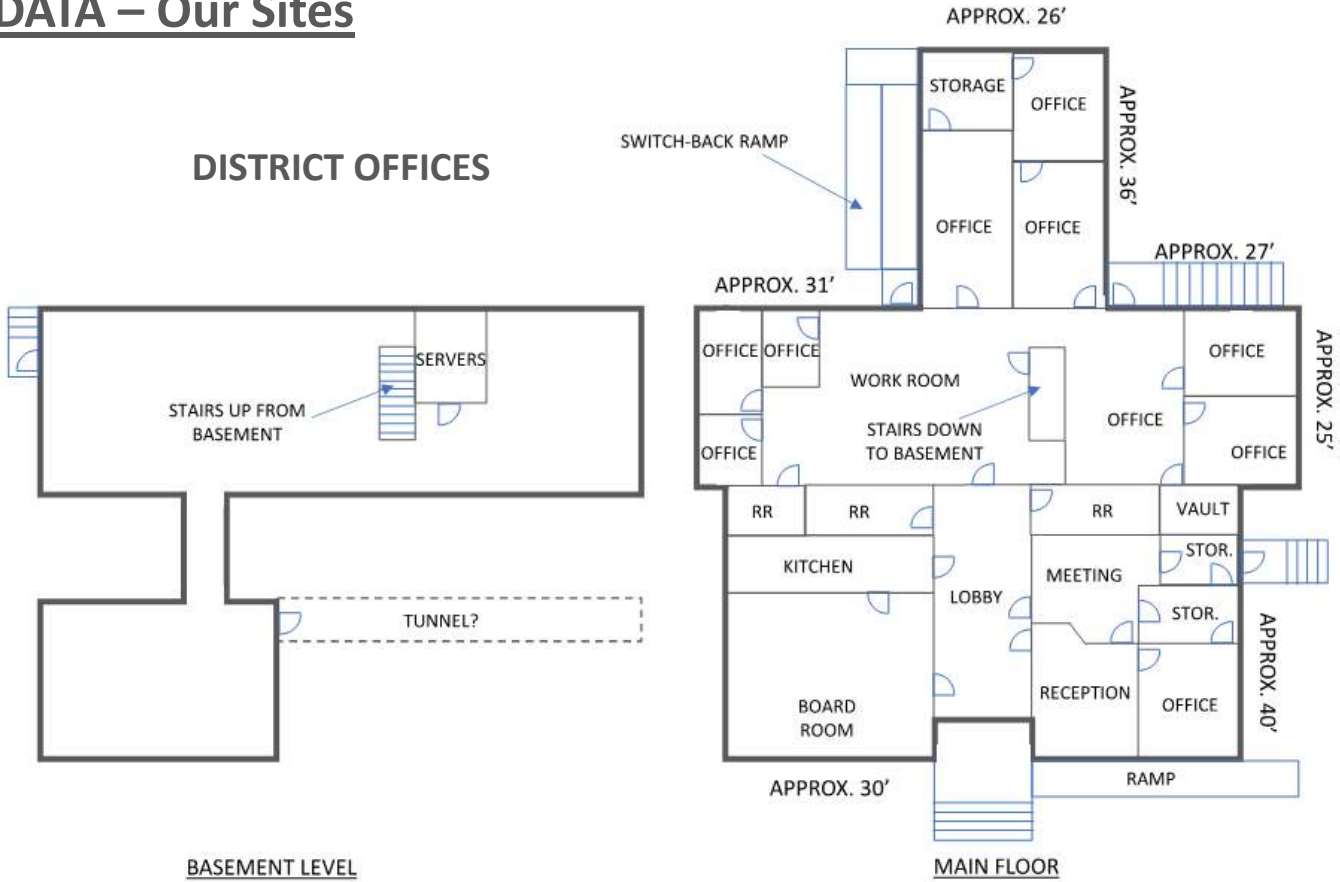 DATA – Our Sites
DISTRICT OFFICES
STAIRS UP FROM
BASEMENT
SERVERS
TUNNEL?
BASEMENT LEVEL
APPROX. 26’
STORAGE
OFFICE
APPROX. 36’
SWITCH-BACK RAMP
OFFICE
OFFICE
APPROX. 27’
APPROX. 31’
OFFICE
OFFICE
WORK ROOM
OFFICE
APPROX. 25’
STAIRS DOWN
TO BASEMENT
OFFICE
OFFICE
OFFICE
RR
RR
RR
VAULT
KITCHEN
LOBBY
MEETING
STOR.
STOR.
APPROX. 40’
BOARD
ROOM
RECEPTION
OFFICE
APPROX. 30’
RAMP
MAIN FLOOR